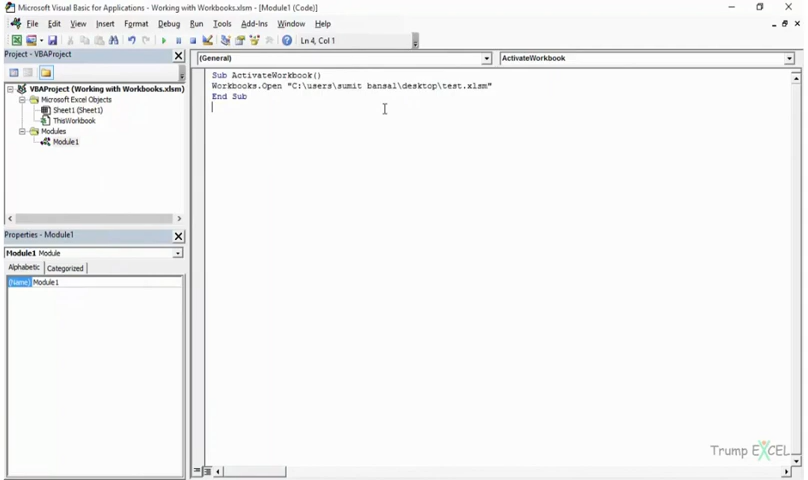 Microsoft Visual Basic for Applications - Working with Workbooks.xlsm - [Module1 (Code)]
File Edit View Insert Format Debug Run Tools Add-Ins Window Help
Ln 4, Col 1
Project - VBAProject
VBAProject (Working with Workbooks.xlsm)
Microsoft Excel Objects
Sheet1 (Sheet1)
ThisWorkbook
Modules
Module1
Properties - Module1
Module1 Module
Alphabetic Categorized
(Name) Module1
(General) ActivateWorkbook
Sub ActivateWorkbook()
Workbooks.Open "C:\users\sumit bansal\desktop\test.xlsm"
End Sub
Trump EXCEL